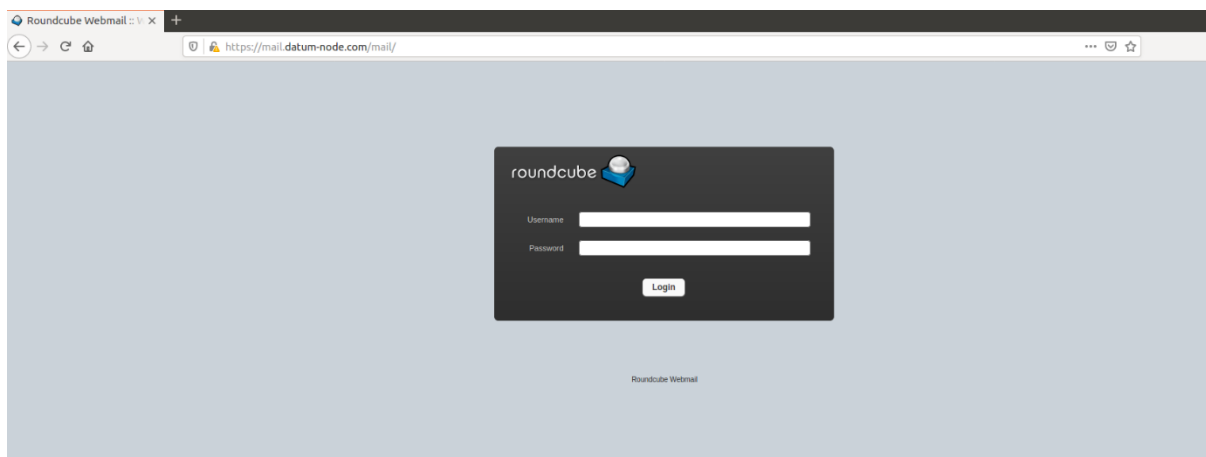 Roundcube Webmail ::
https://mail.datum-node.com/mail/
roundcube
Username
Password
Login
Roundcube Webmail